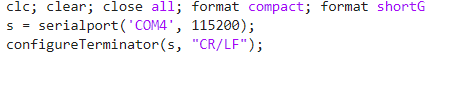 clc; clear; close all; format compact; format shortG
s = serialport('COM4', 115200);
configureTerminator(s, "CR/LF");